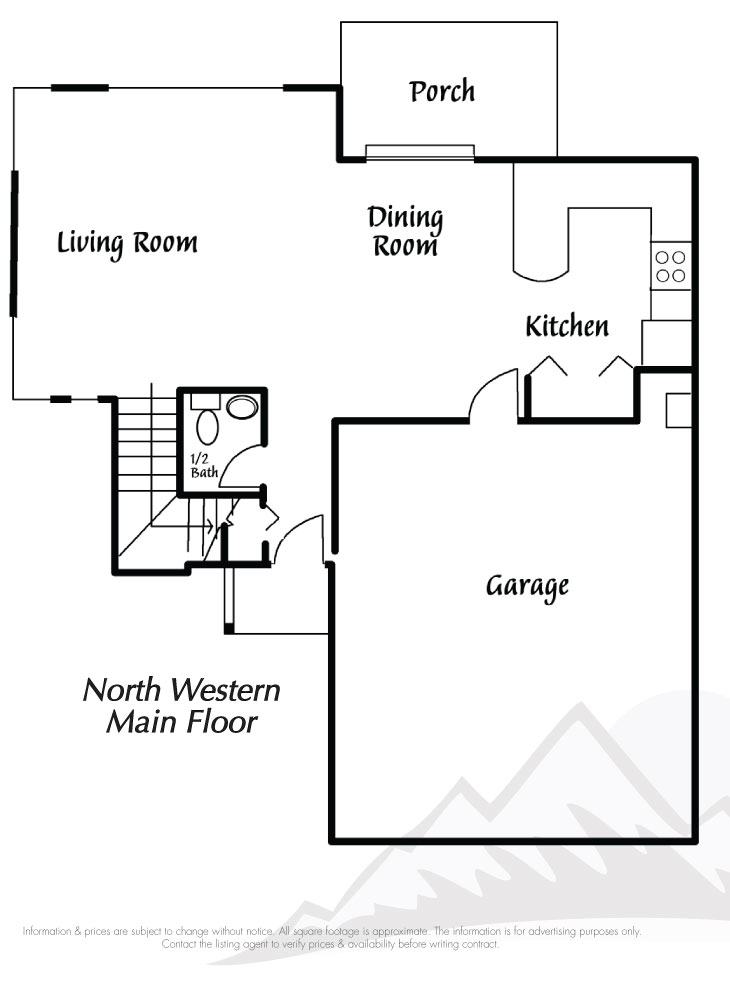 Porch
Dining
Room
Living Room
Kitchen
1/2
Bath
Garage
North Western
Main Floor
Information & prices are subject to change without notice. All square footage is approximate. The information is for advertising purposes only.
Contact the listing agent to verify prices & availability before writing contract.